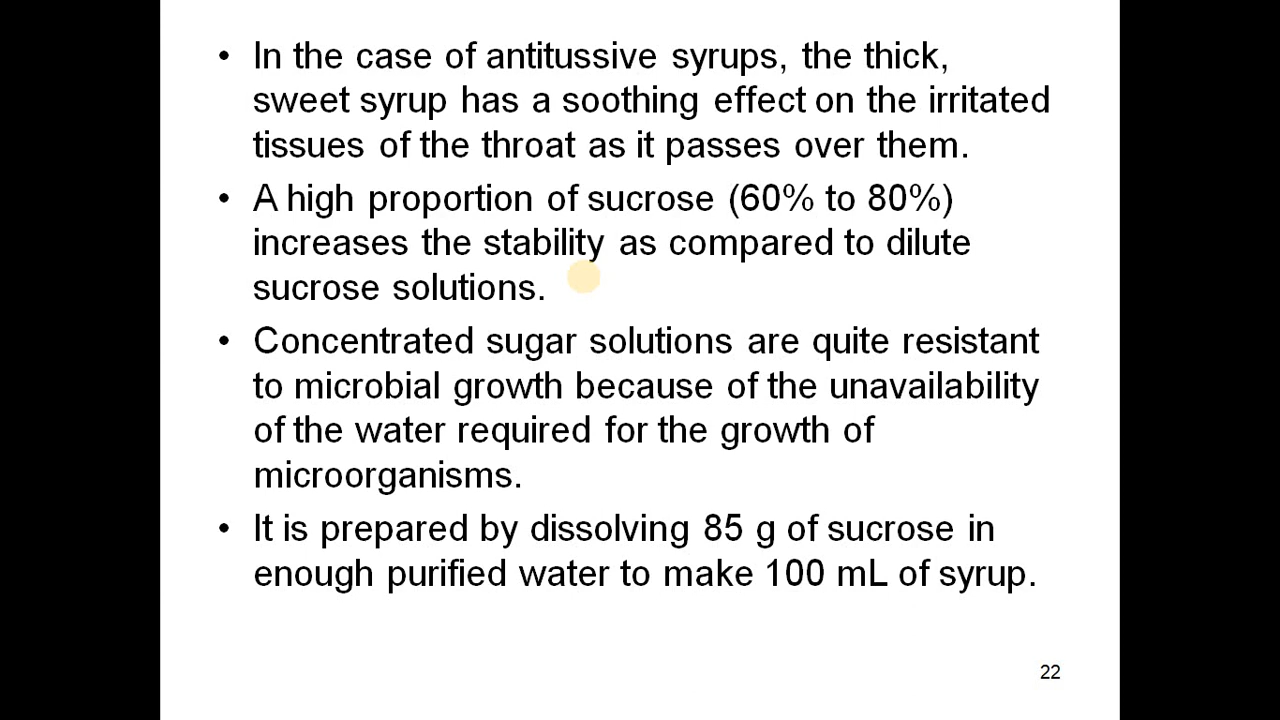 • In the case of antitussive syrups, the thick,
sweet syrup has a soothing effect on the irritated
tissues of the throat as it passes over them.
• A high proportion of sucrose (60% to 80%)
increases the stability as compared to dilute
sucrose solutions.
• Concentrated sugar solutions are quite resistant
to microbial growth because of the unavailability
of the water required for the growth of
microorganisms.
• It is prepared by dissolving 85 g of sucrose in
enough purified water to make 100 mL of syrup.
22